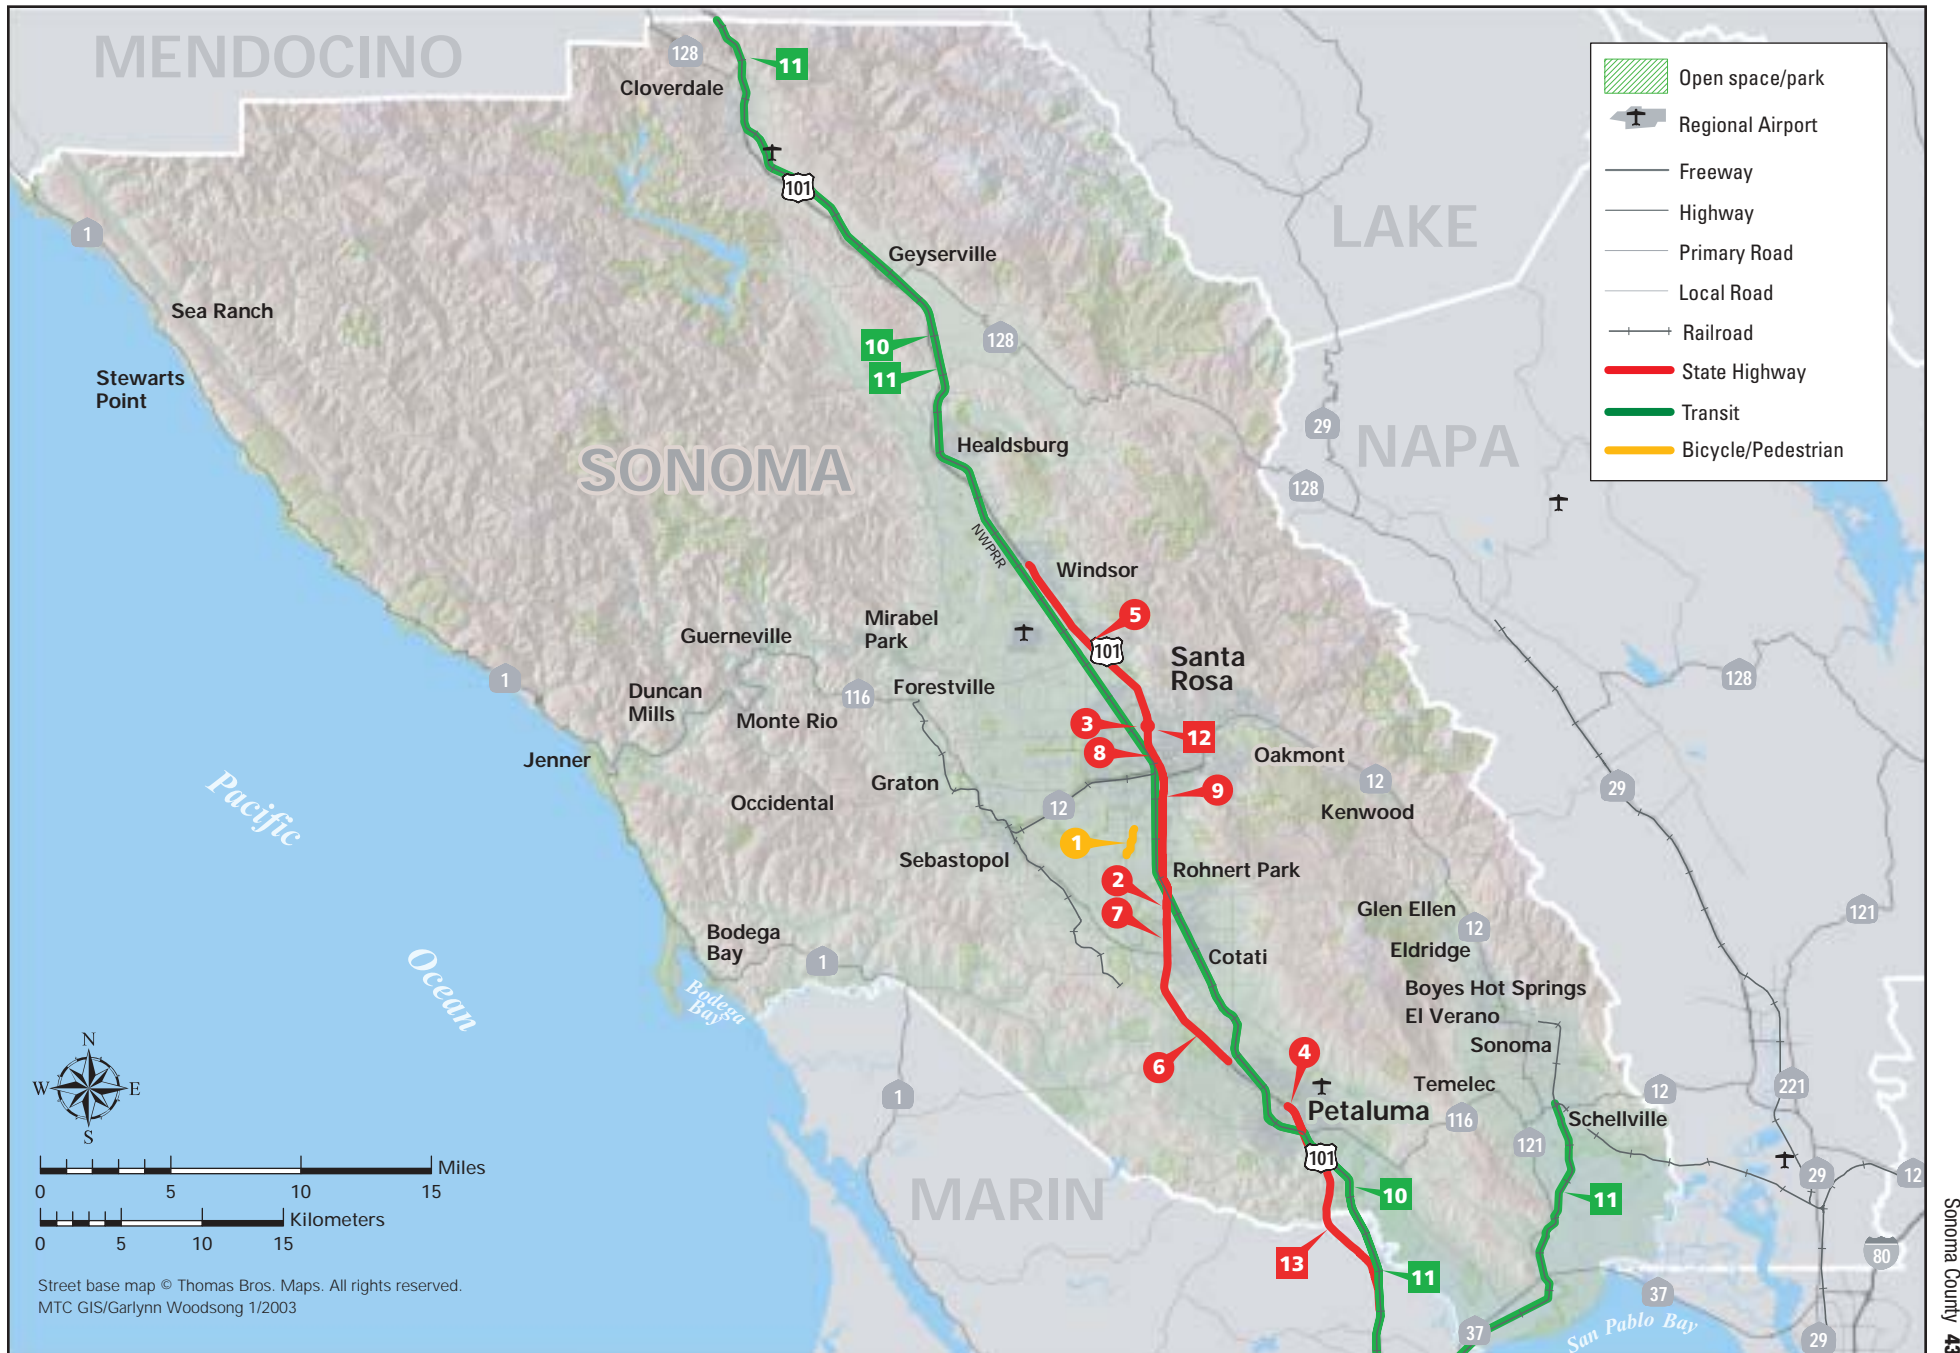 MENDOCINO
128
11
Cloverdale
Open space/park
Regional Airport
Freeway
Highway
Primary Road
Local Road
Railroad
State Highway
Transit
Bicycle/Pedestrian
101
LAKE
1
Geyserville
Sea Ranch
10
128
11
Stewarts
Point
29
NAPA
Healdsburg
SONOMA
128
NWPRR
Windsor
5
Mirabel
Park
Guerneville
101
Santa
Rosa
1
128
Duncan
Mills
116
Forestville
Monte Rio
3
12
8
Oakmont
Jenner
Graton
12
9
29
Pacific
Occidental
12
Kenwood
1
Sebastopol
Rohnert Park
2
7
Glen Ellen
121
12
Bodega
Bay
Eldridge
1
Cotati
Ocean
Bodega
Bay
Boyes Hot Springs
El Verano
Sonoma
N
W
E
S
6
4
Temelec
12
221
1
Petaluma
116
Schellville
121
101
Miles
0
5
10
15
29
12
MARIN
10
11
Kilometers
0
5
10
15
13
11
80
Street base map © Thomas Bros. Maps. All rights reserved.
MTC GIS/Garlynn Woodsong 1/2003
37
37
San Pablo Bay
29
Sonoma County 43